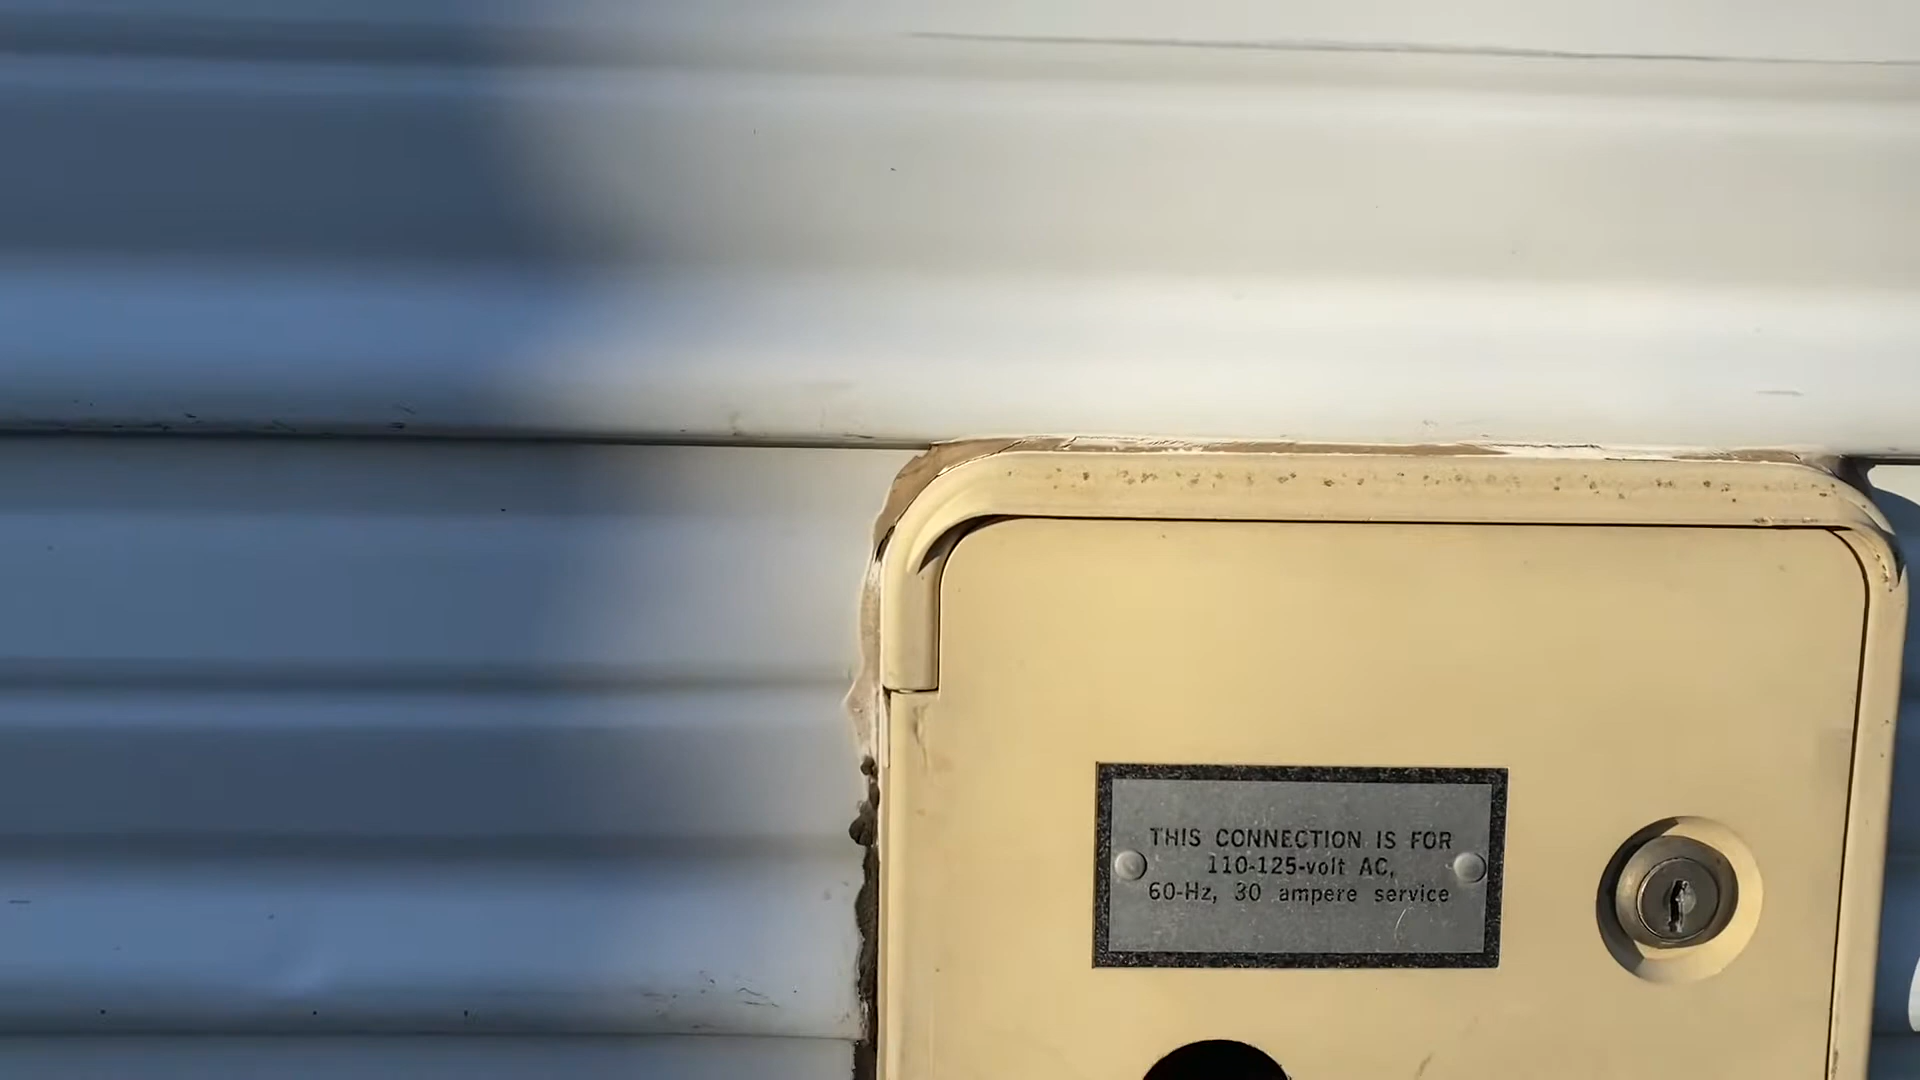 THIS CONNECTION IS FOR
110-125-volt AC,
60-Hz, 30 ampere service